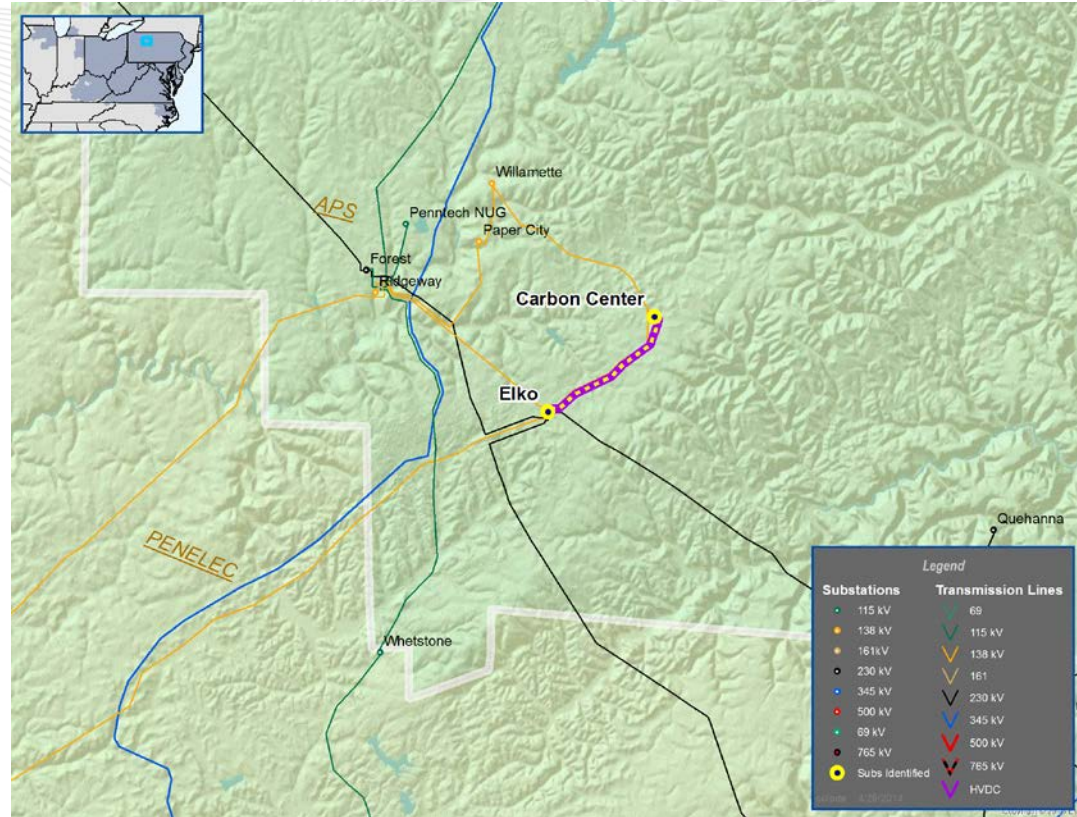 Willamette
APS
Penntech NUG
Paper City
Forest
Ridgeway
Carbon Center
Elko
Quehanna
PENELEC
Whetstone
Legend
Substations
Transmission Lines
115 kV
69
138 kV
115 kV
161kV
138 kV
230 kV
161
345 kV
230 kV
500 kV
345 kV
69 kV
500 kV
765 kV
765 kV
Subs Identified
HVDC